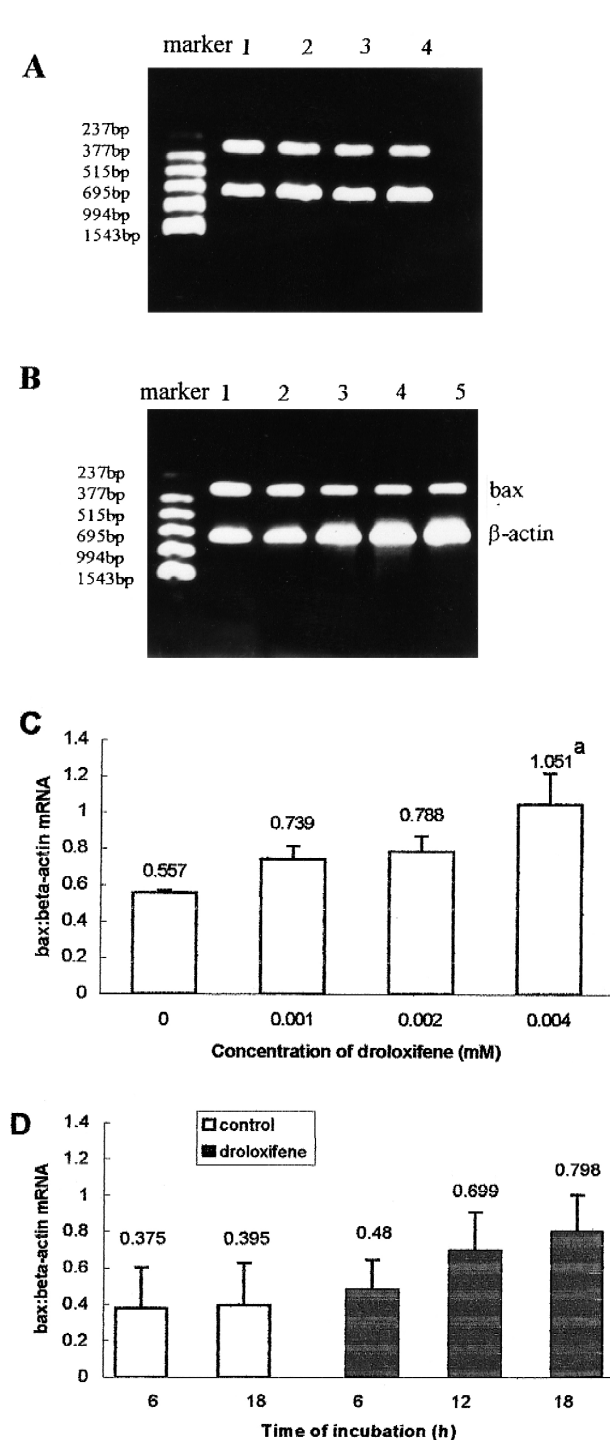 A
marker 1 2 3 4
237bp
377bp
515bp
695bp
994bp
1543bp
B
marker 1 2 3 4 5
237bp
377bp
515bp
695bp
994bp
1543bp
bax
β-actin
C
bax:beta-actin mRNA
1.4
1.2
1
0.8
0.6
0.4
0.2
0
0.557
0.739
0.788
1.051 a
0 0.001 0.002 0.004
Concentration of droloxifene (mM)
D
control
droloxifene
bax:beta-actin mRNA
1.4
1.2
1
0.8
0.6
0.4
0.2
0
0.375
0.395
0.48
0.699
0.798
6 18 6 12 18
Time of incubation (h)